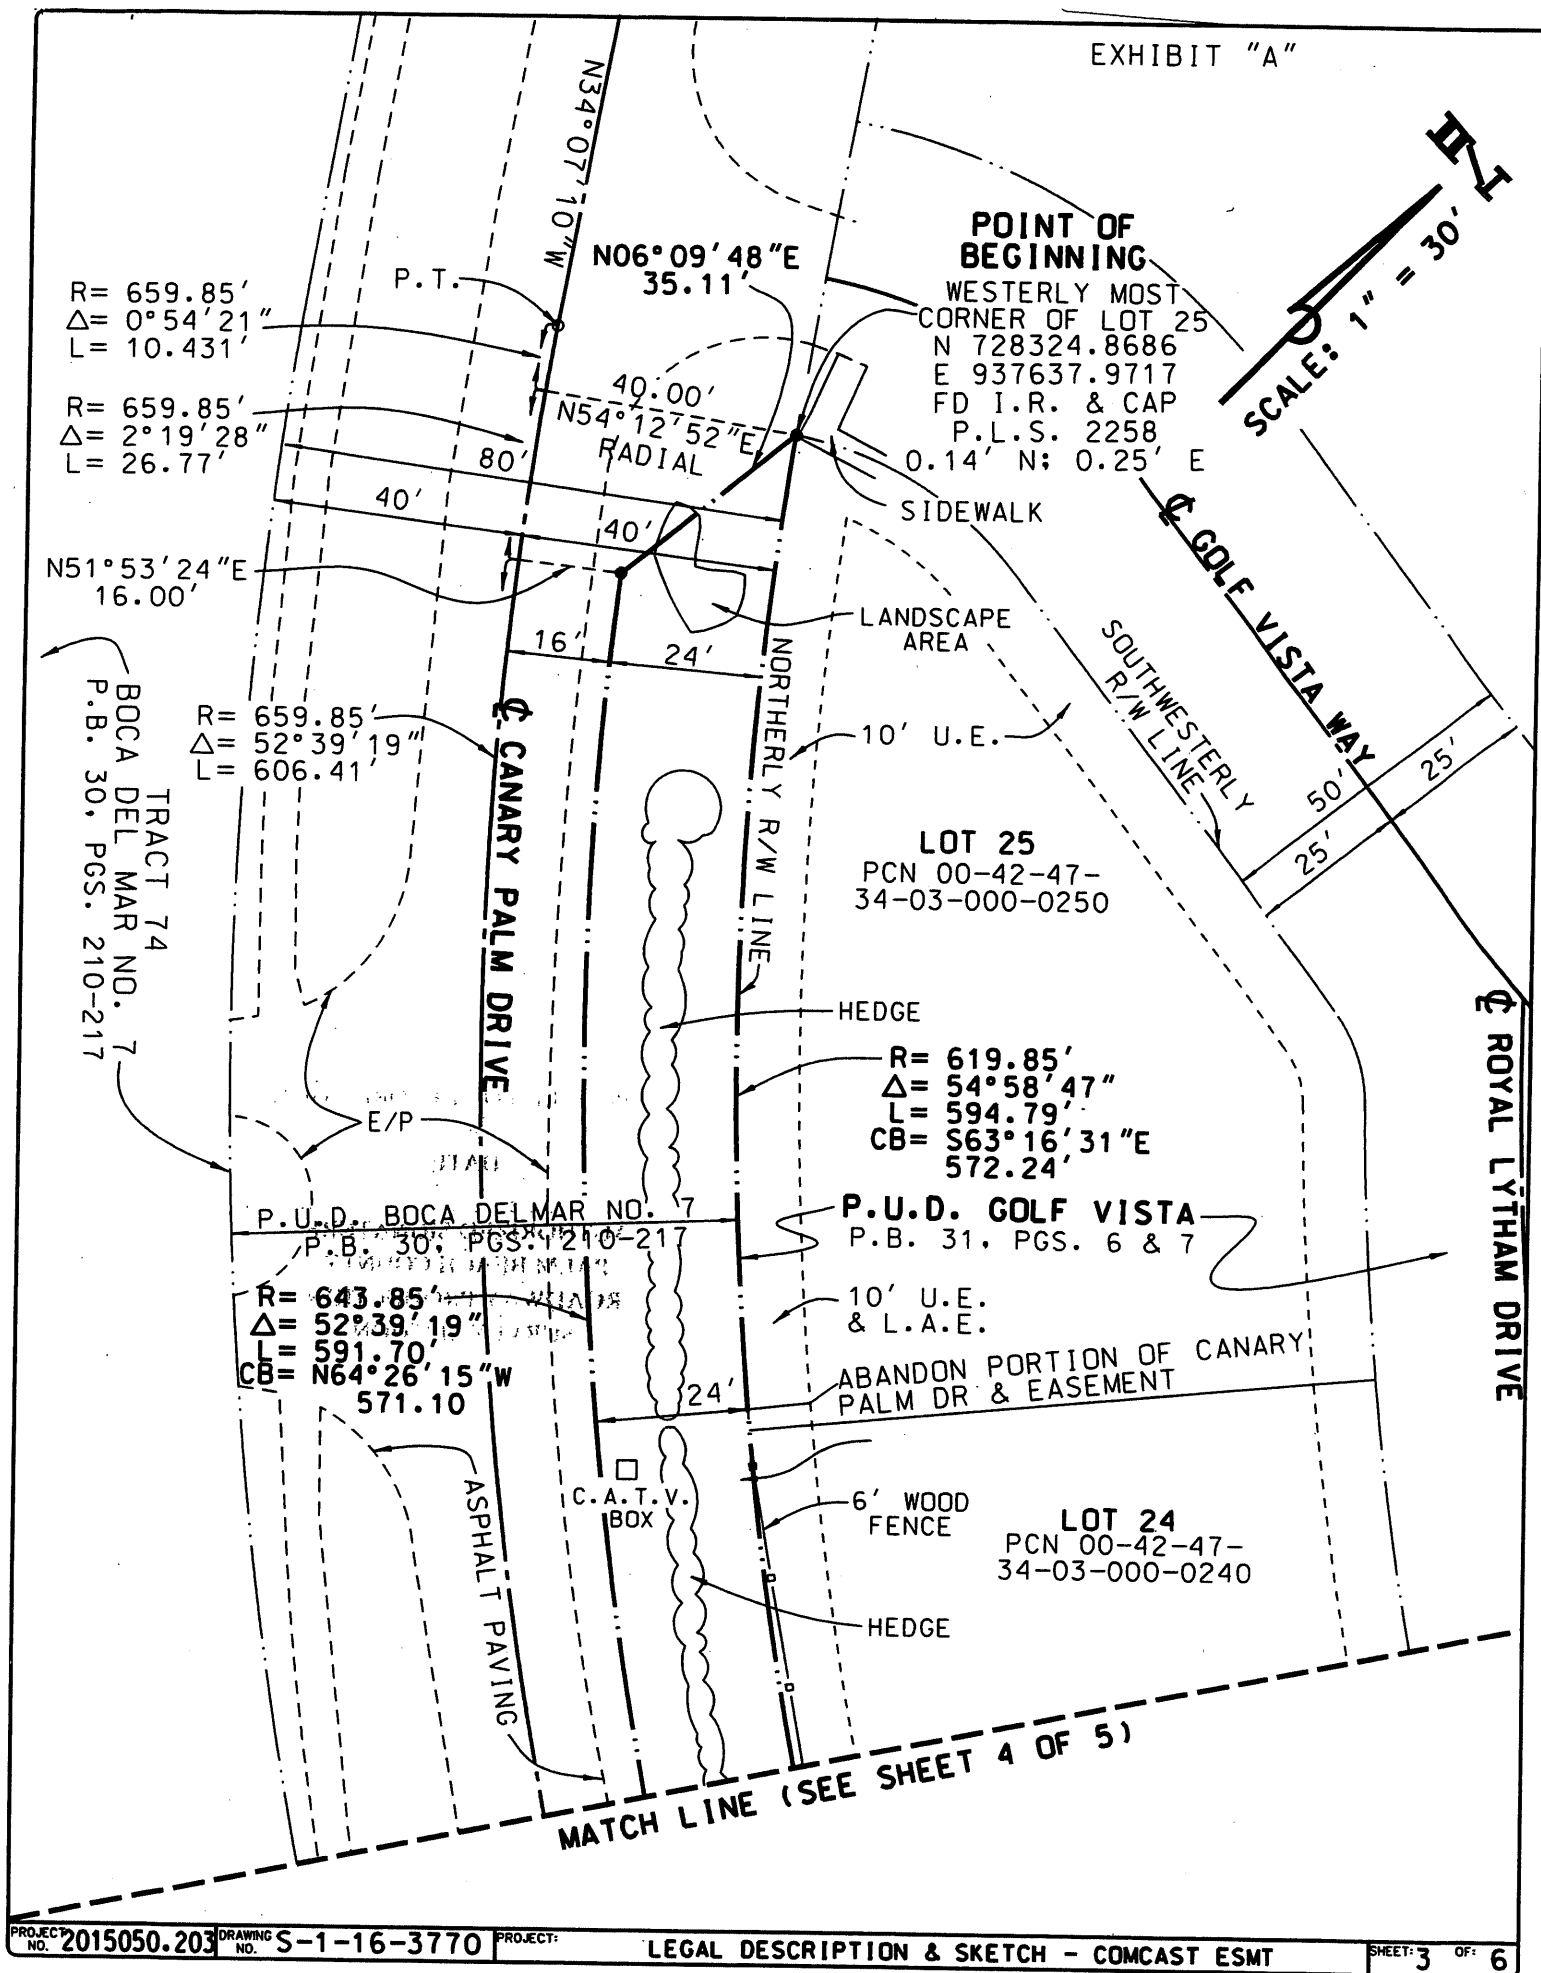 EXHIBIT "A"
N34°07'10"W
POINT OF
BEGINNING
WESTERLY MOST
CORNER OF LOT 25
N 728324.8686
E 937637.9717
FD I.R. & CAP
P.L.S. 2258
0.14' N; 0.25' E
SCALE: 1" = 30'
N06°09'48"E
35.11'
P.T.
R= 659.85'
Δ= 0°54'21"
L= 10.431'
R= 659.85'
Δ= 2°19'28"
L= 26.77'
40.00'
N54°12'52"E
RADIAL
80'
40'
40'
SIDEWALK
N51°53'24"E
16.00'
LANDSCAPE
AREA
16'
24'
℄ GOLF VISTA WAY
SOUTHWESTERLY
R/W LINE
50'
25'
25'
TRACT 74
BOCA DEL MAR NO. 7
P.B. 30, PGS. 210-217
R= 659.85'
Δ= 52°39'19"
L= 606.41'
℄ CANARY PALM DRIVE
NORTHERLY R/W LINE
10' U.E.
LOT 25
PCN 00-42-47-
34-03-000-0250
HEDGE
℄ ROYAL LYTHAM DRIVE
R= 619.85'
Δ= 54°58'47"
L= 594.79'
CB= S63°16'31"E
572.24'
E/P
P.U.D. BOCA DELMAR NO. 7
P.B. 30, PGS. 210-217
P.U.D. GOLF VISTA
P.B. 31, PGS. 6 & 7
R= 643.85'
Δ= 52°39'19"
L= 591.70'
CB= N64°26'15"W
571.10
10' U.E.
& L.A.E.
24'
ABANDON PORTION OF CANARY
PALM DR & EASEMENT
C.A.T.V.
BOX
ASPHALT PAVING
6' WOOD
FENCE
LOT 24
PCN 00-42-47-
34-03-000-0240
HEDGE
MATCH LINE (SEE SHEET 4 OF 5)
PROJECT NO. 2015050.203 DRAWING NO. S-1-16-3770 PROJECT: LEGAL DESCRIPTION & SKETCH - COMCAST ESMT SHEET: 3 OF: 6